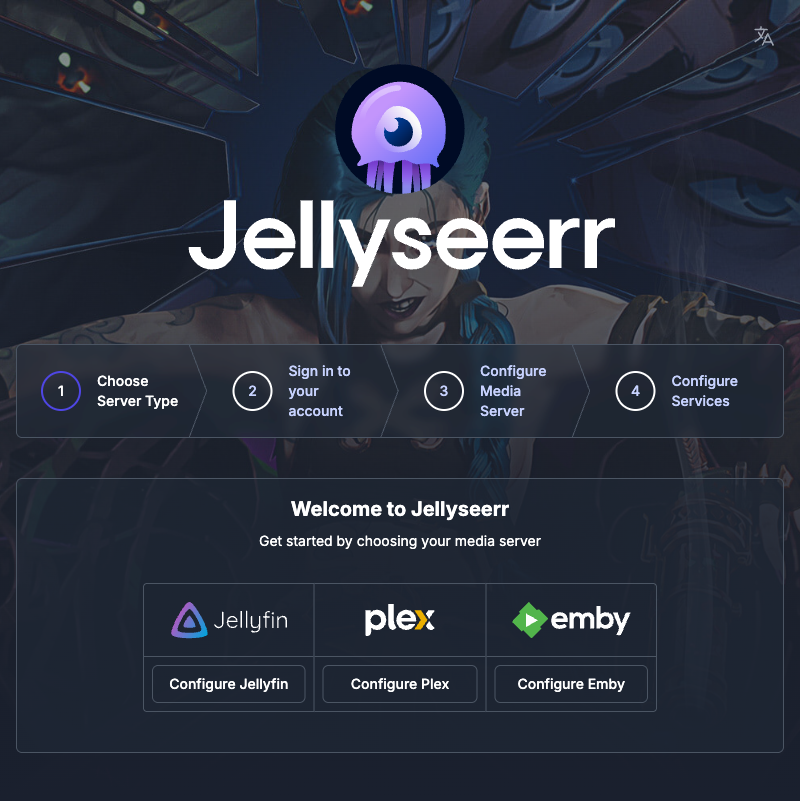 Jellyseerr
1
Choose
Server Type
2
Sign in to
your
account
3
Configure
Media
Server
4
Configure
Services
Welcome to Jellyseerr
Get started by choosing your media server
Jellyfin
plex
emby
Configure Jellyfin
Configure Plex
Configure Emby